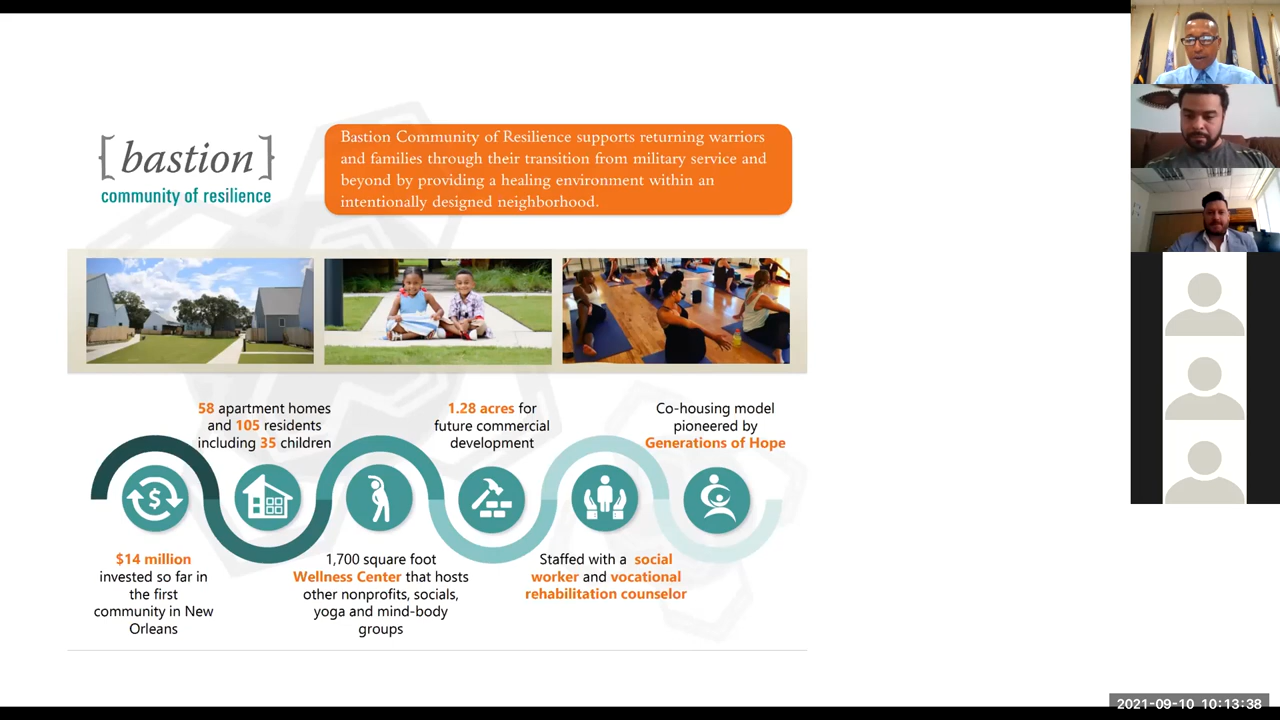 [bastion]
community of resilience
Bastion Community of Resilience supports returning warriors
and families through their transition from military service and
beyond by providing a healing environment within an
intentionally designed neighborhood.
58 apartment homes
and 105 residents
including 35 children
1.28 acres for
future commercial
development
Co-housing model
pioneered by
Generations of Hope
$
$14 million
invested so far in
the first
community in New
Orleans
1,700 square foot
Wellness Center that hosts
other nonprofits, socials,
yoga and mind-body
groups
Staffed with a social
worker and vocational
rehabilitation counselor
2021-09-10 10:13:38